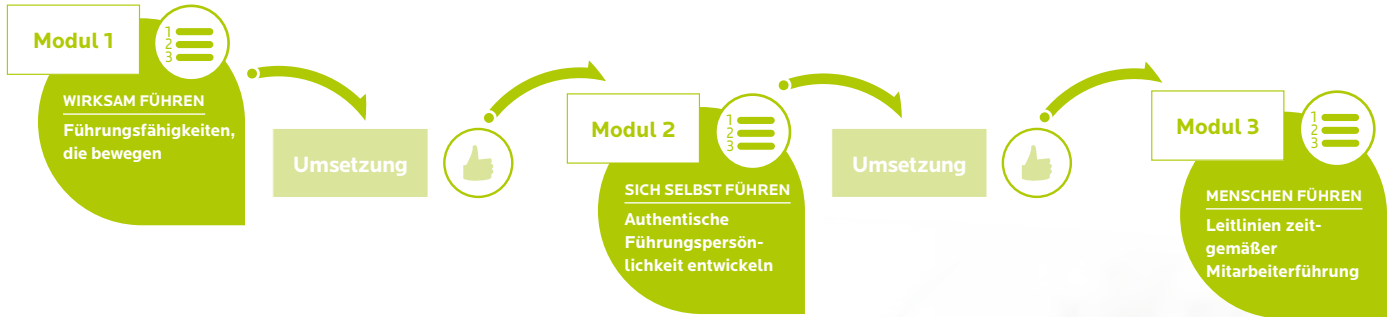 Modul 1
1
2
3
WIRKSAM FÜHREN
Führungsfähigkeiten,
die bewegen
Umsetzung
Modul 2
1
2
3
SICH SELBST FÜHREN
Authentische
Führungspersön-
lichkeit entwickeln
Umsetzung
Modul 3
1
2
3
MENSCHEN FÜHREN
Leitlinien zeit-
gemäßer
Mitarbeiterführung